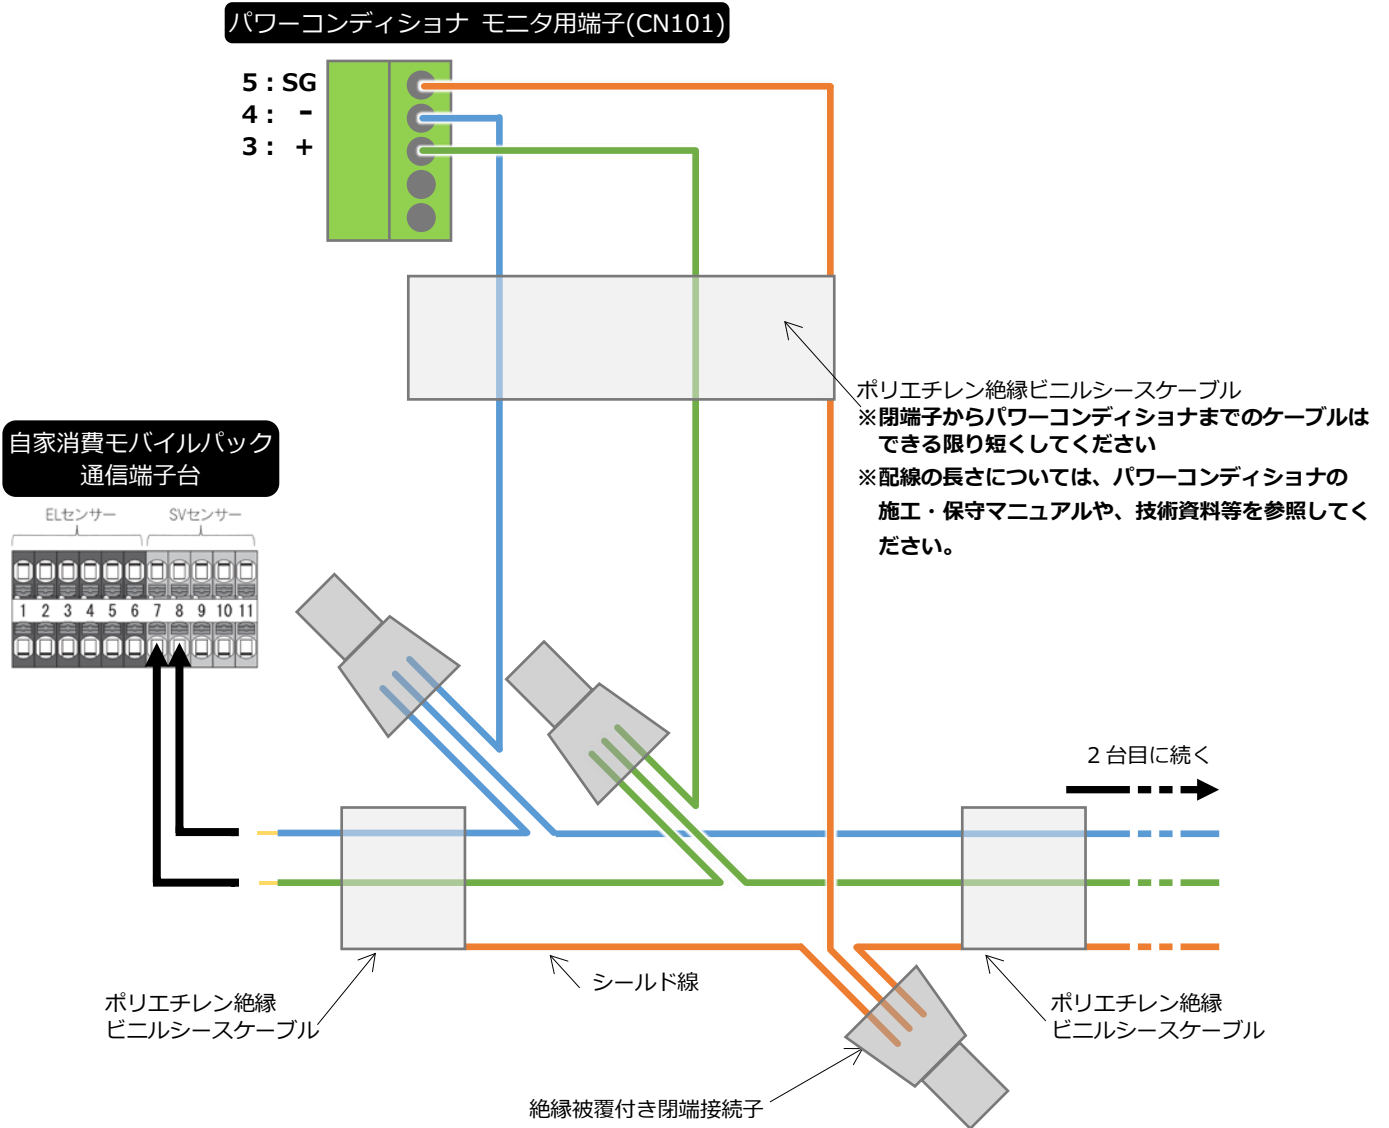 パワーコンディショナ モニタ用端子(CN101)
5：SG
4： -
3： +
ポリエチレン絶縁ビニルシースケーブル
※閉端子からパワーコンディショナまでのケーブルは
できる限り短くしてください
※配線の長さについては、パワーコンディショナの
施工・保守マニュアルや、技術資料等を参照してく
ださい。
自家消費モバイルパック
通信端子台
ELセンサー SVセンサー
1 2 3 4 5 6 7 8 9 10 11
2 台目に続く
シールド線
ポリエチレン絶縁
ビニルシースケーブル
ポリエチレン絶縁
ビニルシースケーブル
絶縁被覆付き閉端接続子